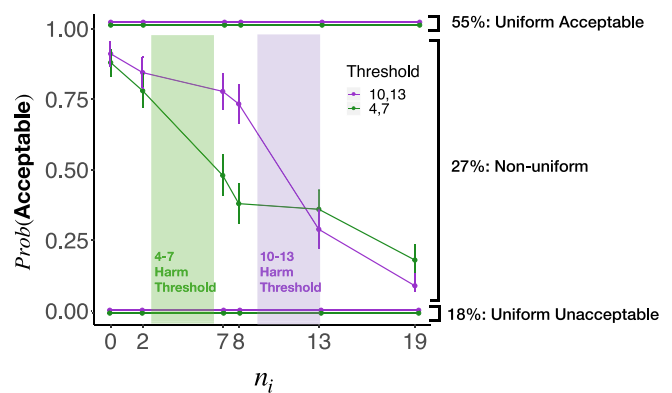 55%: Uniform Acceptable
1.00
Threshold
10,13
4,7
0.75
27%: Non-uniform
0.50
Prob(Acceptable)
0.25
4-7
Harm
Threshold
10-13
Harm
Threshold
0.00
18%: Uniform Unacceptable
0 2 7 8 13 19
n_i